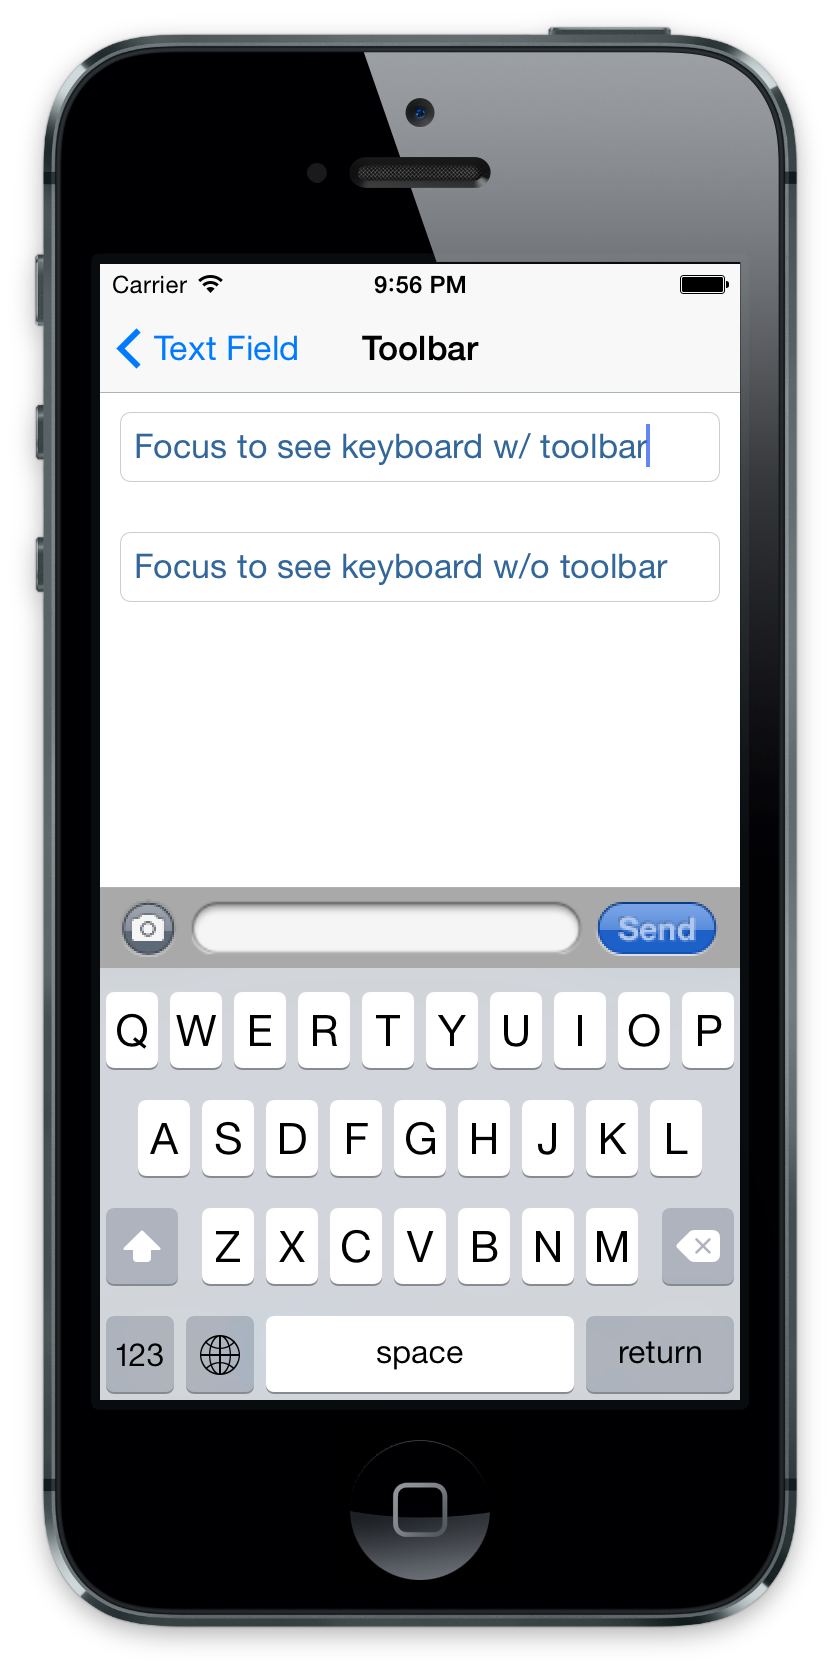 Carrier 9:56 PM
Text Field Toolbar
Focus to see keyboard w/ toolbar
Focus to see keyboard w/o toolbar
Send
Q W E R T Y U I O P
A S D F G H J K L
Z X C V B N M
123 space return